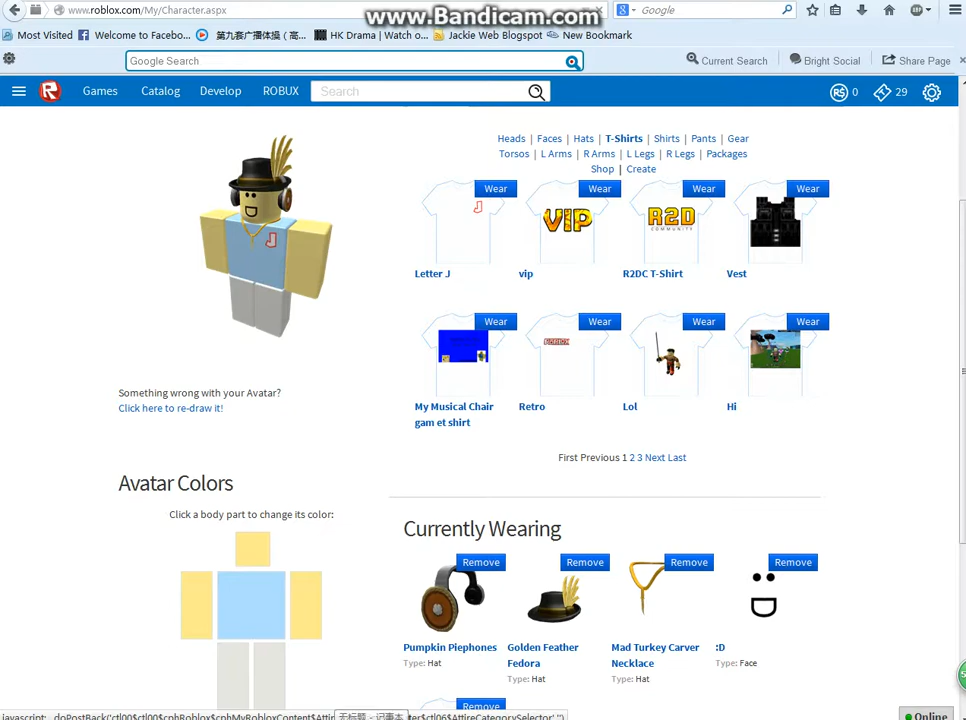 www.roblox.com/My/Character.aspx
www.Bandicam.com
Google
Most Visited
Welcome to Facebo...
第九套广播体操（高...
HK Drama | Watch o...
Jackie Web Blogspot
New Bookmark
Google Search
Current Search
Bright Social
Share Page
Games
Catalog
Develop
ROBUX
Search
R$ 0
29
Heads | Faces | Hats | T-Shirts | Shirts | Pants | Gear
Torsos | L Arms | R Arms | L Legs | R Legs | Packages
Shop | Create
Wear
Wear
Wear
Wear
J
VIP
R2D
COMMUNITY
Letter J
vip
R2DC T-Shirt
Vest
Wear
Wear
Wear
Wear
My Musical Chair
gam et shirt
Retro
Lol
Hi
Something wrong with your Avatar?
Click here to re-draw it!
First Previous 1 2 3 Next Last
Avatar Colors
Click a body part to change its color:
Currently Wearing
Remove
Remove
Remove
Remove
Pumpkin Piephones
Type: Hat
Golden Feather
Fedora
Type: Hat
Mad Turkey Carver
Necklace
Type: Hat
:D
Type: Face
Remove
Online